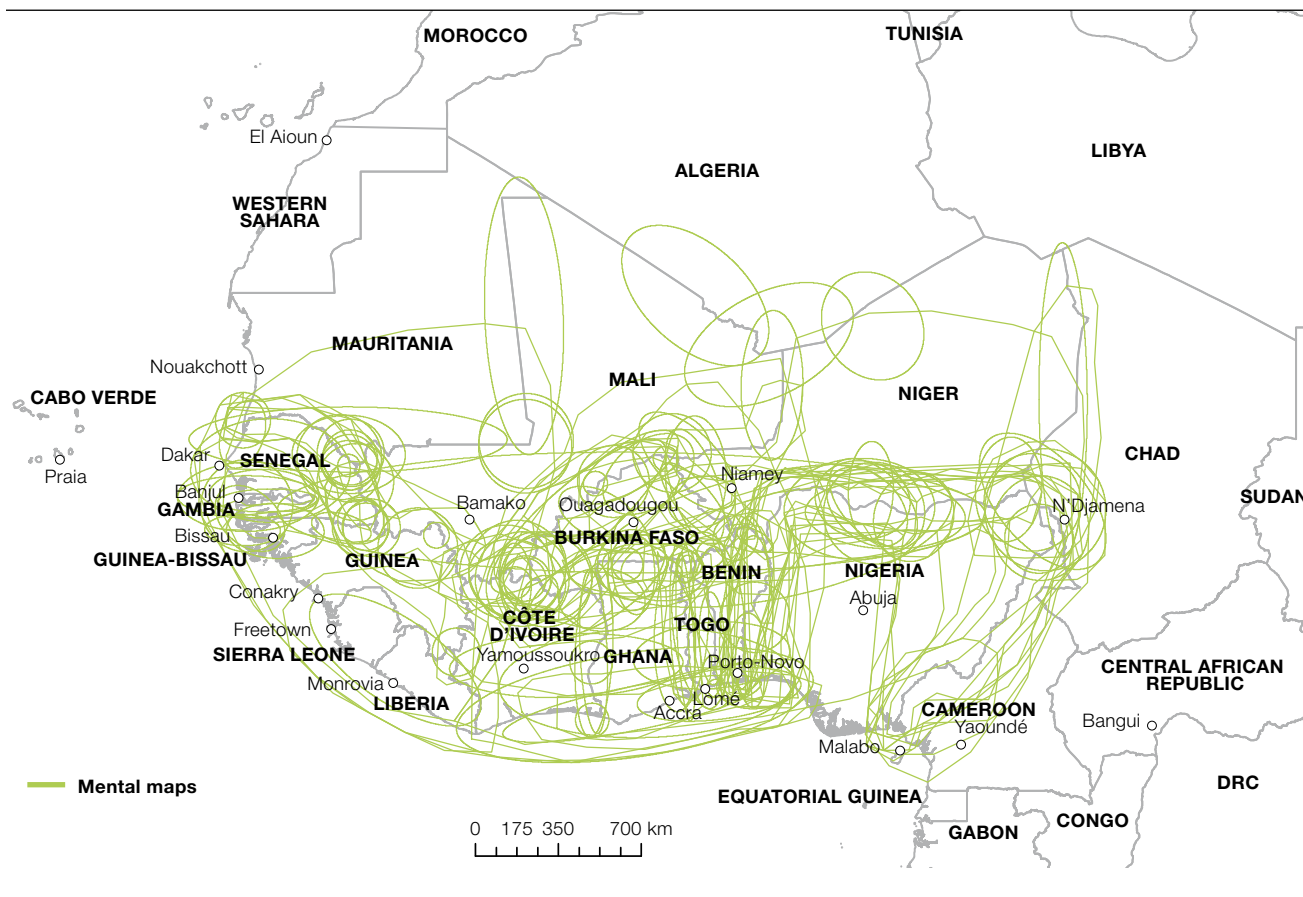 MOROCCO
TUNISIA
El Aioun
ALGERIA
LIBYA
WESTERN
SAHARA
MAURITANIA
Nouakchott
MALI
NIGER
CABO VERDE
Dakar
SENEGAL
CHAD
Praia
Niamey
Banjul
GAMBIA
Bamako
Ouagadougou
N'Djamena
SUDAN
Bissau
BURKINA FASO
GUINEA-BISSAU
GUINEA
BENIN
NIGERIA
Conakry
Abuja
CÔTE
D'IVOIRE
TOGO
Freetown
SIERRA LEONE
Yamoussoukro
GHANA
Porto-Novo
CENTRAL AFRICAN
REPUBLIC
Monrovia
LIBERIA
Lomé
Accra
CAMEROON
Yaoundé
Bangui
Malabo
Mental maps
EQUATORIAL GUINEA
DRC
0 175 350 700 km
GABON
CONGO